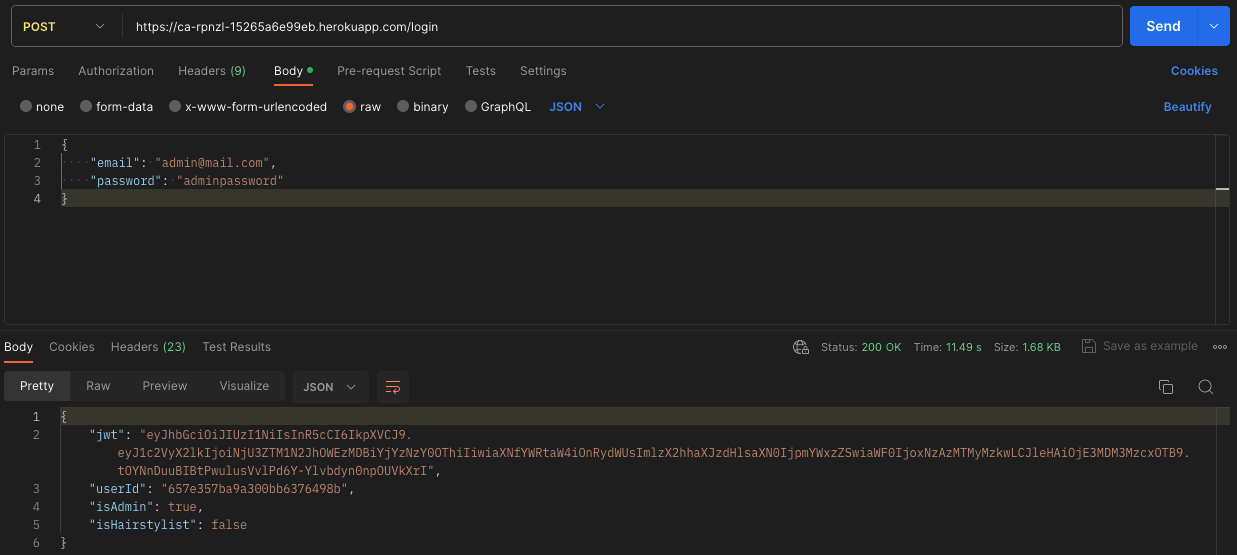 POST https://ca-rpnzl-15265a6e99eb.herokuapp.com/login Send
Params Authorization Headers (9) Body Pre-request Script Tests Settings Cookies
none form-data x-www-form-urlencoded raw binary GraphQL JSON Beautify
1 {
2 "email": "admin@mail.com",
3 "password": "adminpassword"
4 }
Body Cookies Headers (23) Test Results Status: 200 OK Time: 11.49 s Size: 1.68 KB Save as example
Pretty Raw Preview Visualize JSON
1 {
2 "jwt": "eyJhbGciOiJIUzI1NiIsInR5cCI6IkpXVCJ9.
eyJ1c2VyX2lkIjoiNjU3ZTM1N2JhOWEzMDBiYjYzNzY0OThiIiwiaXNfYWRtaW4iOnRydWUsImlzX2hhaXJzdHlsaXN0IjpmYWxzZSwiaWF0IjoxNzAzMTMyMzkwLCJleHAiOjE3MDM3MzcxOTB9.
tOYNnDuuBIBtPwulusVvlPd6Y-Ylvbdyn0npOUVkXrI",
3 "userId": "657e357ba9a300bb6376498b",
4 "isAdmin": true,
5 "isHairstylist": false
6 }